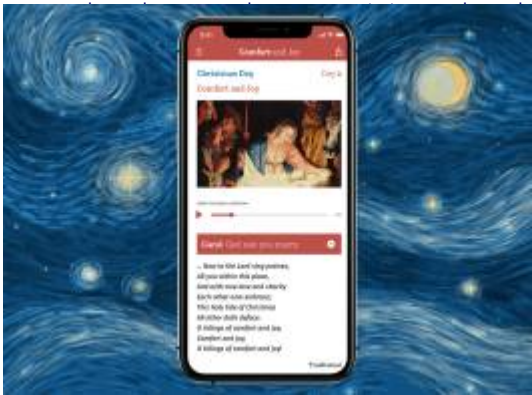 9:41
Comfort and Joy
Christmas Day
Day
Comfort and Joy
Carol: God rest you merry
... Now to the Lord sing praises,
All you within this place,
And with true love and charity
Each other now embrace;
This holy tide of Christmas
All other doth deface.
O tidings of comfort and joy,
Comfort and joy
O tidings of comfort and joy!
Traditional